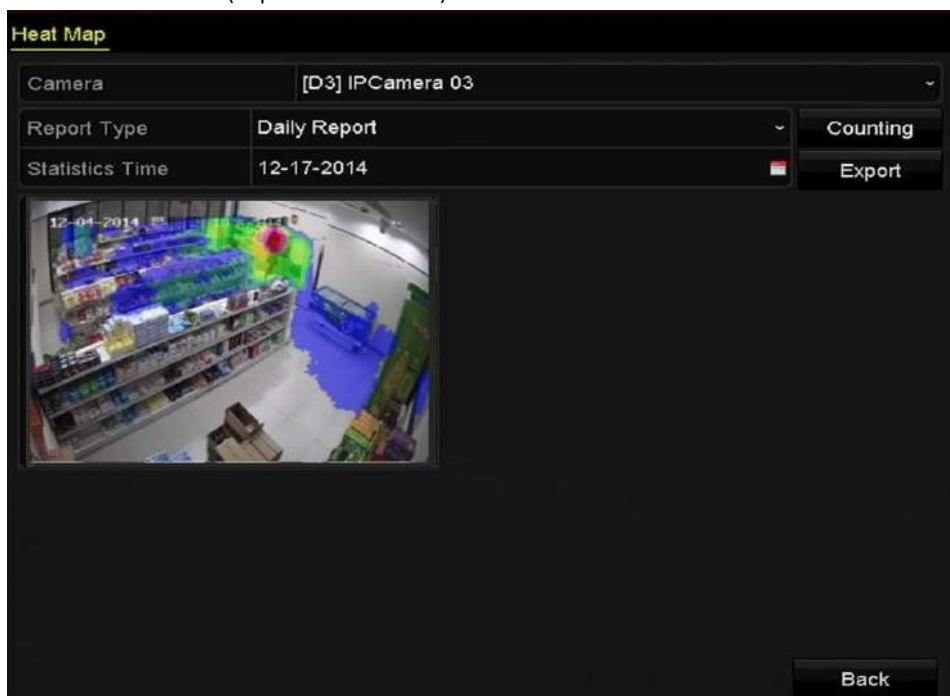 Heat Map
Camera [D3] IPCamera 03
Report Type Daily Report Counting
Statistics Time 12-17-2014 Export
12-04-2014
Back